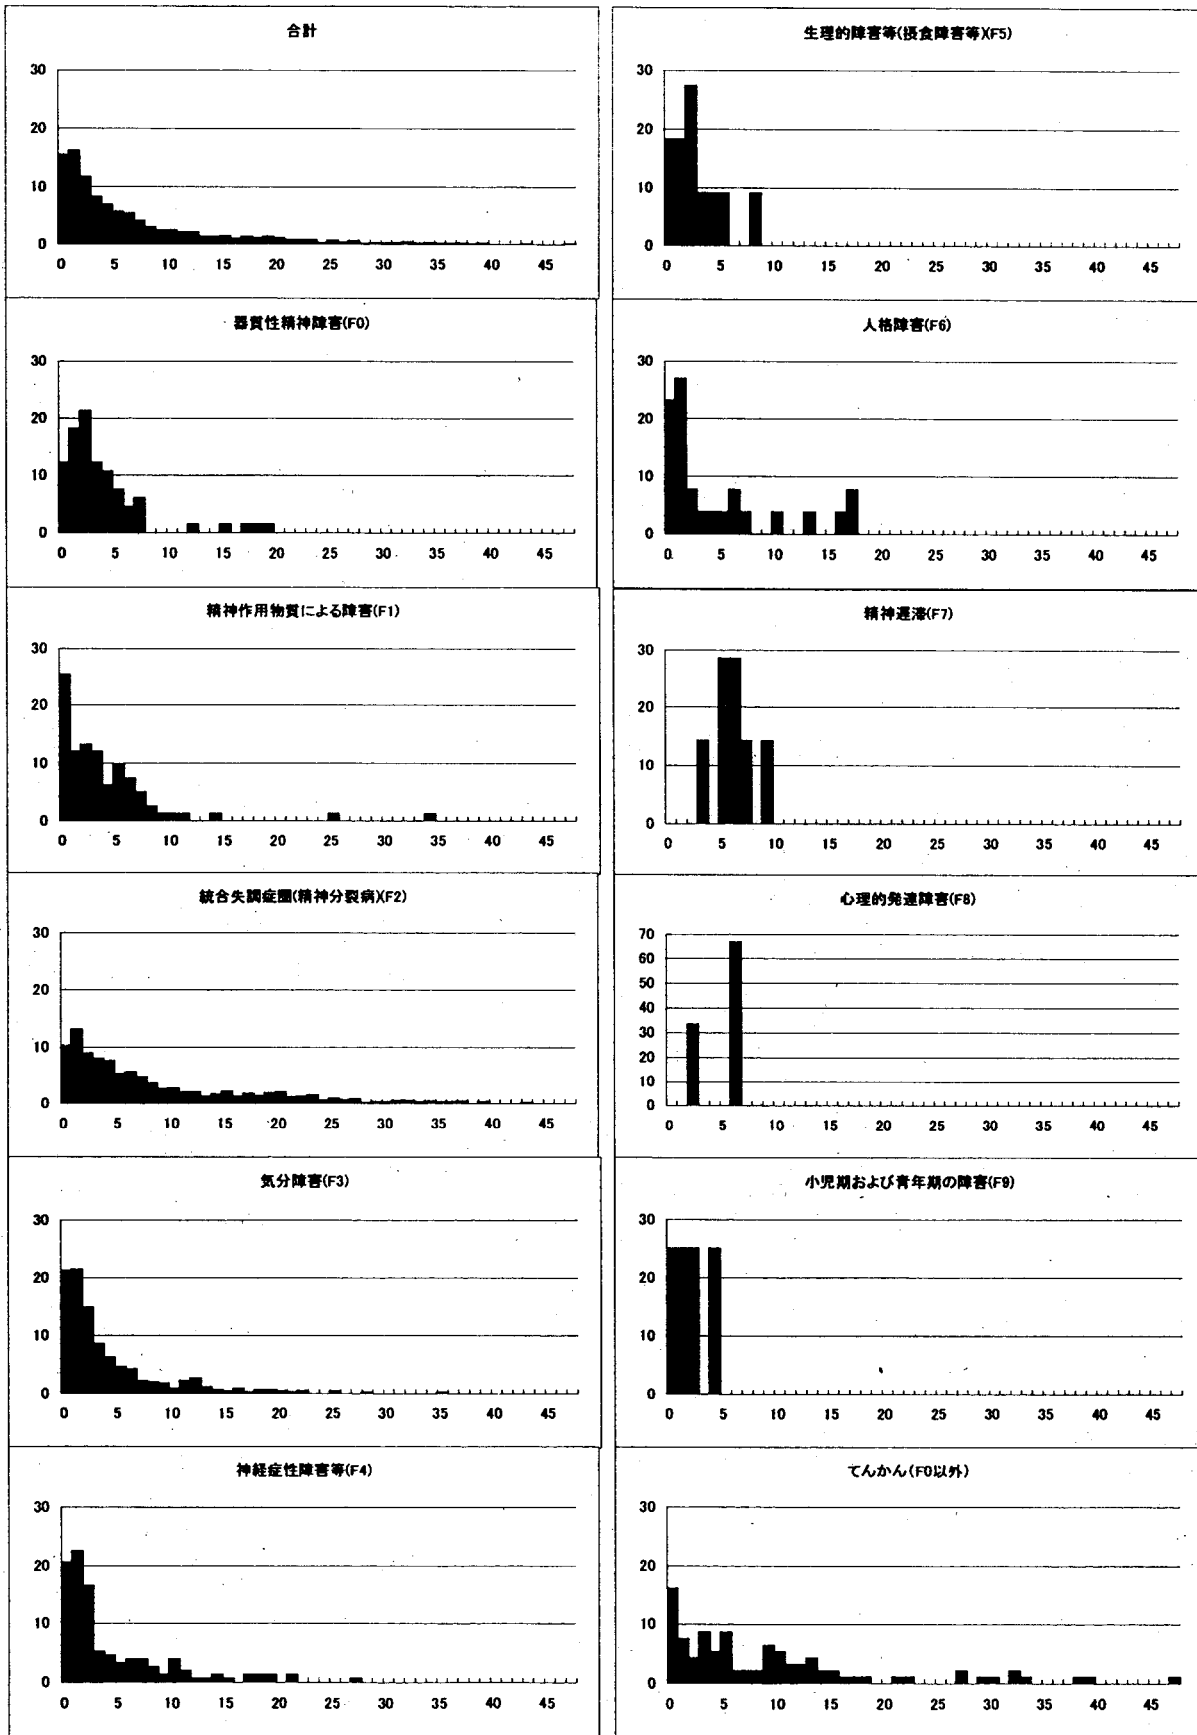 合計
30
20
10
0
0 5 10 15 20 25 30 35 40 45
器質性精神障害(F0)
30
20
10
0
0 5 10 15 20 25 30 35 40 45
精神作用物質による障害(F1)
30
20
10
0
0 5 10 15 20 25 30 35 40 45
統合失調症圏(精神分裂病)(F2)
30
20
10
0
0 5 10 15 20 25 30 35 40 45
気分障害(F3)
30
20
10
0
0 5 10 15 20 25 30 35 40 45
神経症性障害等(F4)
30
20
10
0
0 5 10 15 20 25 30 35 40 45
生理的障害等(摂食障害等)(F5)
30
20
10
0
0 5 10 15 20 25 30 35 40 45
人格障害(F6)
30
20
10
0
0 5 10 15 20 25 30 35 40 45
精神遅滞(F7)
30
20
10
0
0 5 10 15 20 25 30 35 40 45
心理的発達障害(F8)
70
60
50
40
30
20
10
0
0 5 10 15 20 25 30 35 40 45
小児期および青年期の障害(F9)
30
20
10
0
0 5 10 15 20 25 30 35 40 45
てんかん(F0以外)
30
20
10
0
0 5 10 15 20 25 30 35 40 45